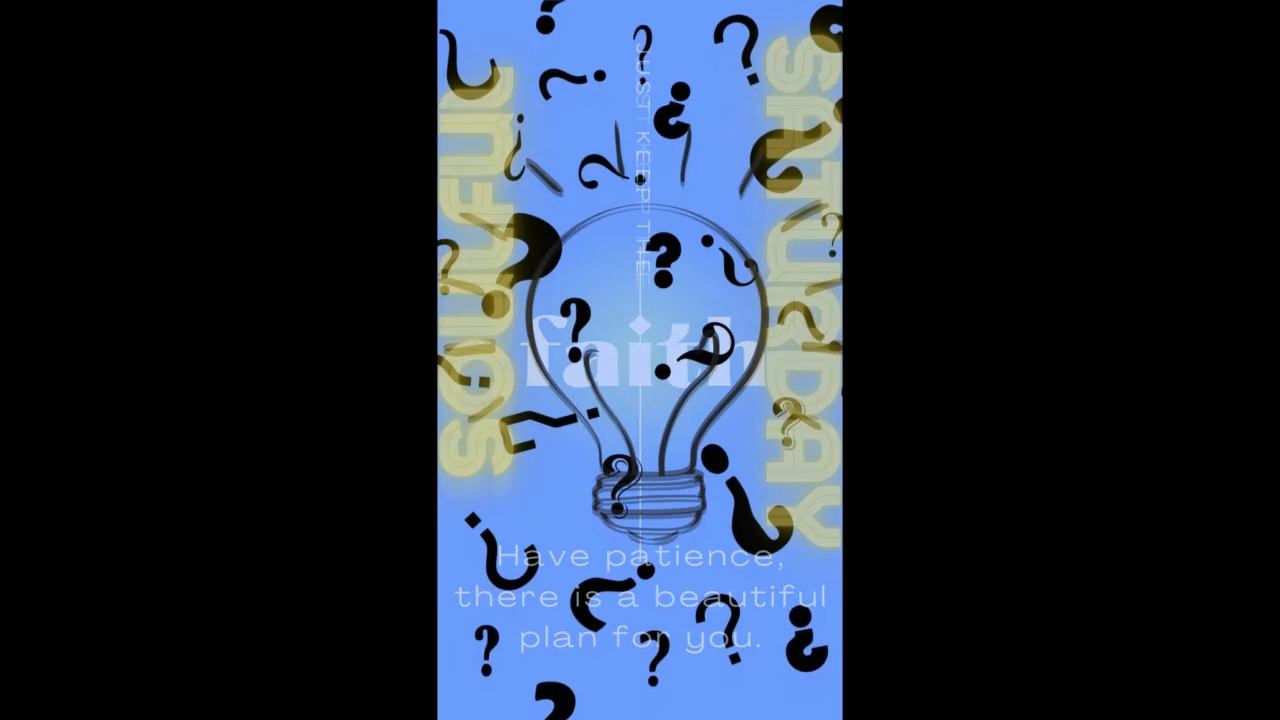 SOULFUL
SATURDAY
JUST KEEP THE
faith
Have patience,
there is a beautiful
plan for you.